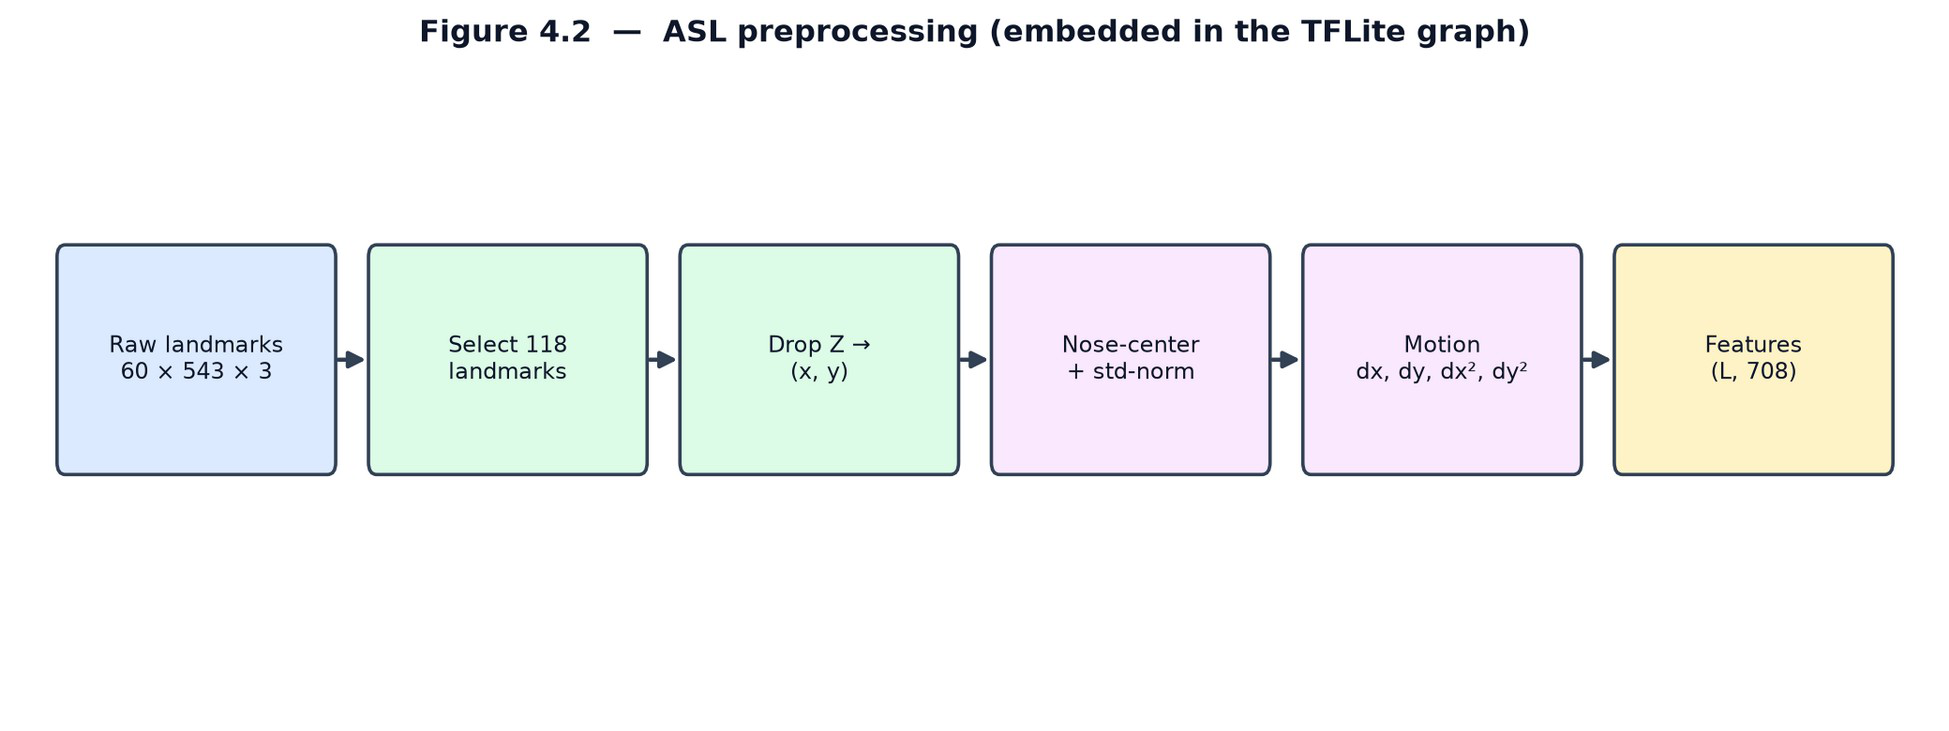 Figure 4.2 — ASL preprocessing (embedded in the TFLite graph)
Raw landmarks
60 × 543 × 3
Select 118
landmarks
Drop Z →
(x, y)
Nose-center
+ std-norm
Motion
dx, dy, dx², dy²
Features
(L, 708)